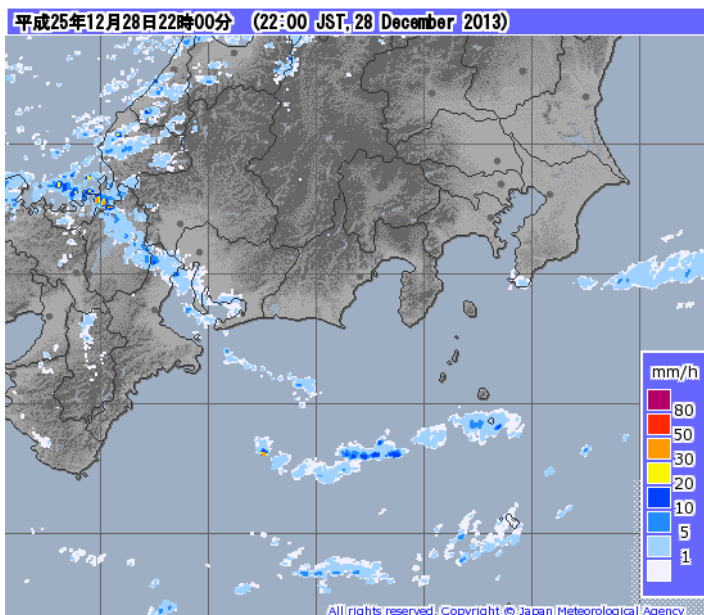 平成25年12月28日22時00分 (22:00 JST, 28 December 2013)
mm/h
80
50
30
20
10
5
1
All rights reserved. Copyright © Japan Meteorological Agency